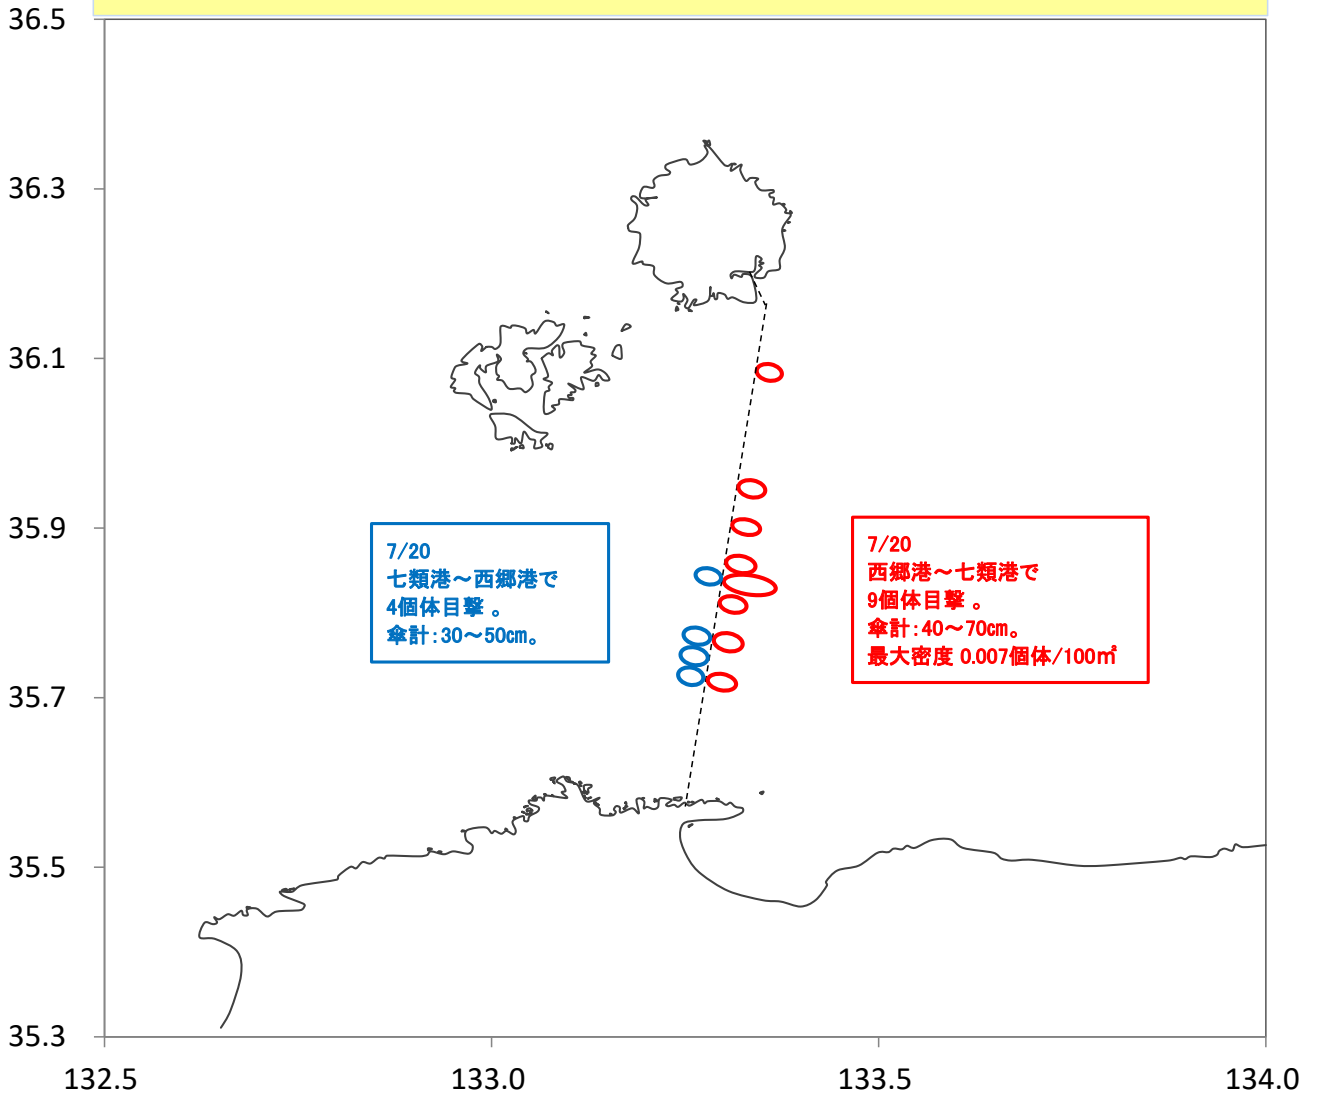 36.5
36.3
36.1
35.9
35.7
35.5
35.3
132.5
133.0
133.5
134.0
7/20
七類港～西郷港で
4個体目撃 。
傘計:30～50㎝。
7/20
西郷港～七類港で
9個体目撃 。
傘計:40～70㎝。
最大密度 0.007個体/100㎡